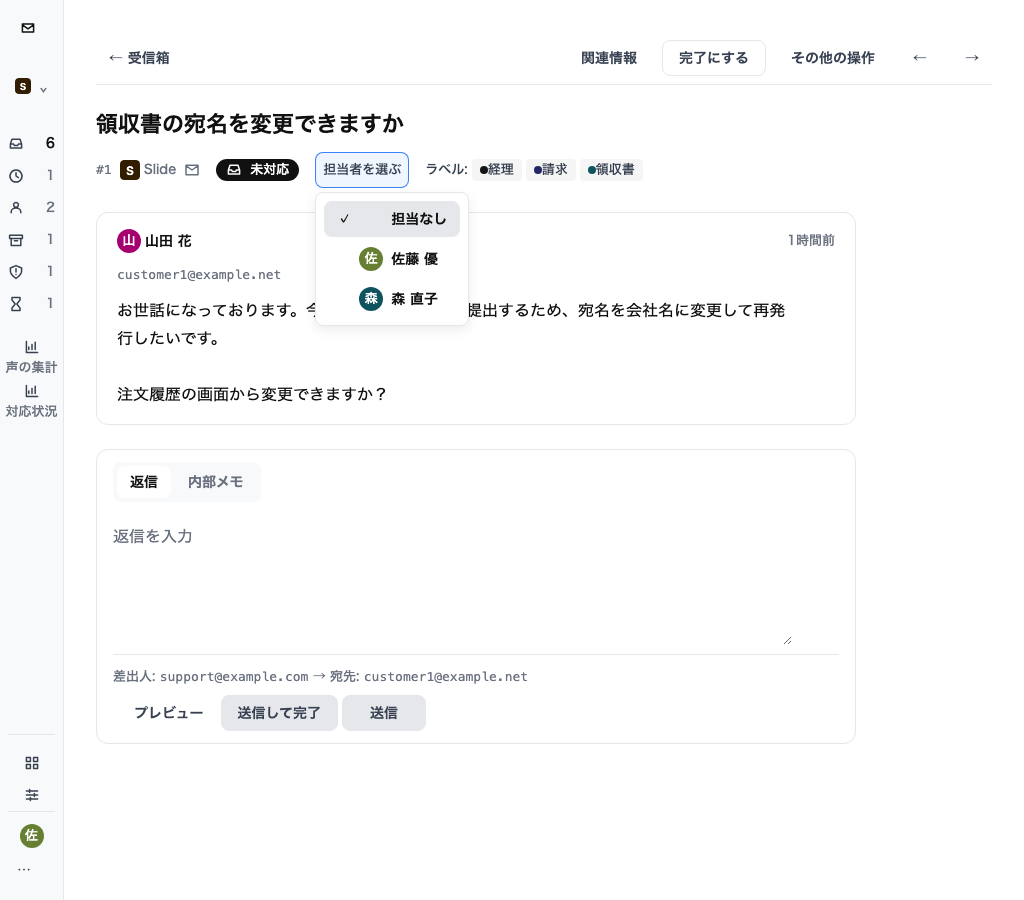 ← 受信箱
関連情報
完了にする
その他の操作
←
→
S
6
1
2
1
1
1
声の集計
対応状況
佐
…
領収書の宛名を変更できますか
#1 S Slide 未対応 担当者を選ぶ ラベル: 経理 請求 領収書
✓ 担当なし
佐 佐藤 優
森 森 直子
山 山田 花
1時間前
customer1@example.net
お世話になっております。今
提出するため、宛名を会社名に変更して再発
行したいです。
注文履歴の画面から変更できますか？
返信 内部メモ
返信を入力
差出人: support@example.com → 宛先: customer1@example.net
プレビュー 送信して完了 送信